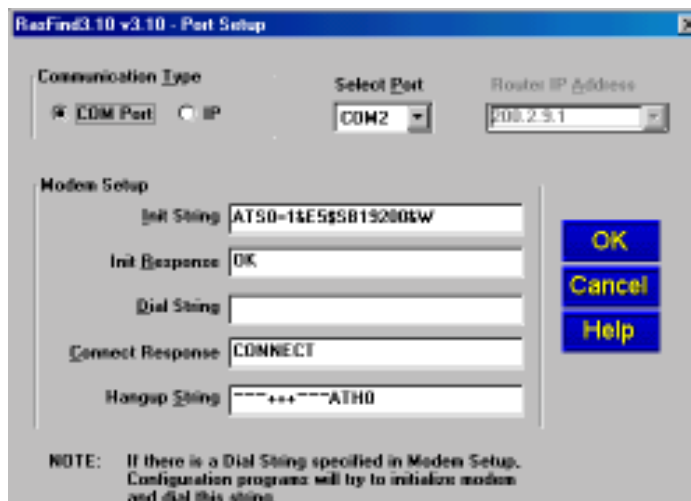 RasFind3.10 v3.10 - Port Setup
Communication Type
COM Port
IP
Select Port
COM2
Router IP Address
200.2.9.1
Modem Setup
Init String
ATS0=1&E5$SB19200&W
Init Response
OK
Dial String
Connect Response
CONNECT
Hangup String
~~~+++~~~ATH0
OK
Cancel
Help
NOTE: If there is a Dial String specified in Modem Setup.
Configuration programs will try to initialize modem
and dial this string